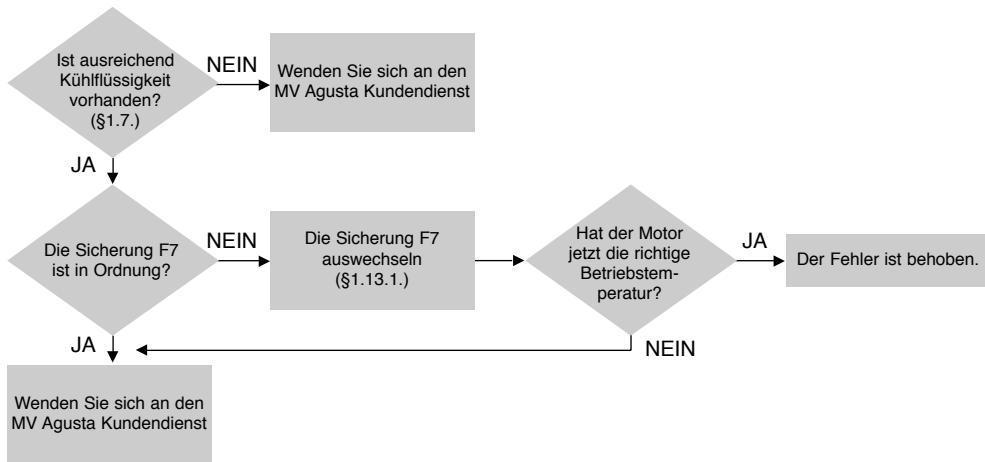 Ist ausreichend
Kühlflüssigkeit
vorhanden?
(§1.7.)
NEIN
Wenden Sie sich an den
MV Agusta Kundendienst
JA
Die Sicherung F7
ist in Ordnung?
NEIN
Die Sicherung F7
auswechseln
(§1.13.1.)
Hat der Motor
jetzt die richtige
Betriebstem-
peratur?
JA
Der Fehler ist behoben.
JA
NEIN
Wenden Sie sich an den
MV Agusta Kundendienst